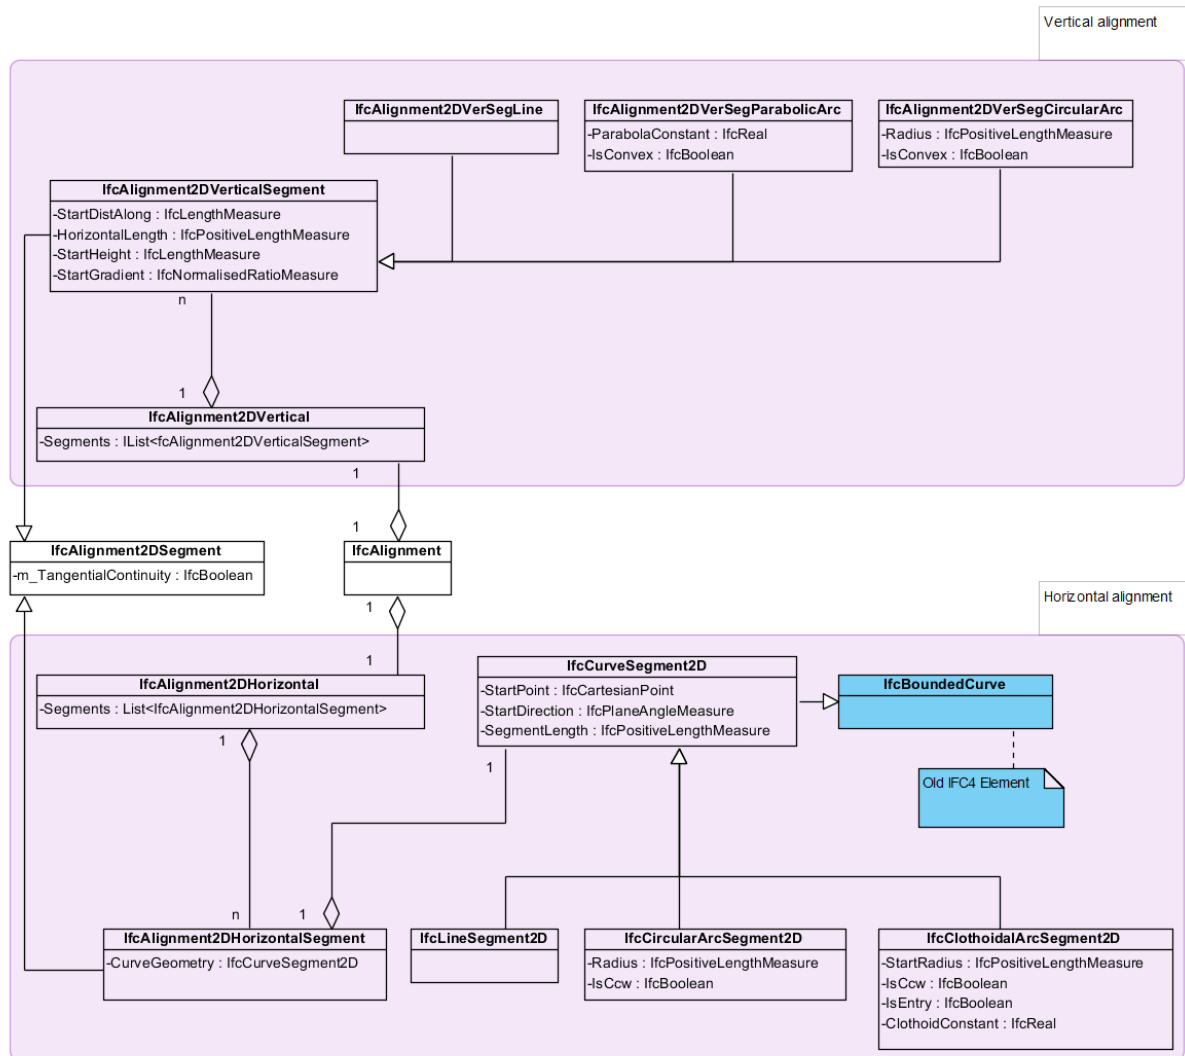 Vertical alignment
IfcAlignment2DVerSegLine
IfcAlignment2DVerSegParabolicArc
-ParabolaConstant : IfcReal
-IsConvex : IfcBoolean
IfcAlignment2DVerSegCircularArc
-Radius : IfcPositiveLengthMeasure
-IsConvex : IfcBoolean
IfcAlignment2DVerticalSegment
-StartDistAlong : IfcLengthMeasure
-HorizontalLength : IfcPositiveLengthMeasure
-StartHeight : IfcLengthMeasure
-StartGradient : IfcNormalisedRatioMeasure
n
1
IfcAlignment2DVertical
-Segments : IList<fcAlignment2DVerticalSegment>
1
1
IfcAlignment2DSegment
-m_TangentialContinuity : IfcBoolean
IfcAlignment
1
1
Horizontal alignment
IfcAlignment2DHorizontal
-Segments : List<IfcAlignment2DHorizontalSegment>
1
IfcCurveSegment2D
-StartPoint : IfcCartesianPoint
-StartDirection : IfcPlaneAngleMeasure
-SegmentLength : IfcPositiveLengthMeasure
1
IfcBoundedCurve
Old IFC4 Element
n
1
IfcAlignment2DHorizontalSegment
-CurveGeometry : IfcCurveSegment2D
IfcLineSegment2D
IfcCircularArcSegment2D
-Radius : IfcPositiveLengthMeasure
-IsCcw : IfcBoolean
IfcClothoidalArcSegment2D
-StartRadius : IfcPositiveLengthMeasure
-IsCcw : IfcBoolean
-IsEntry : IfcBoolean
-ClothoidConstant : IfcReal